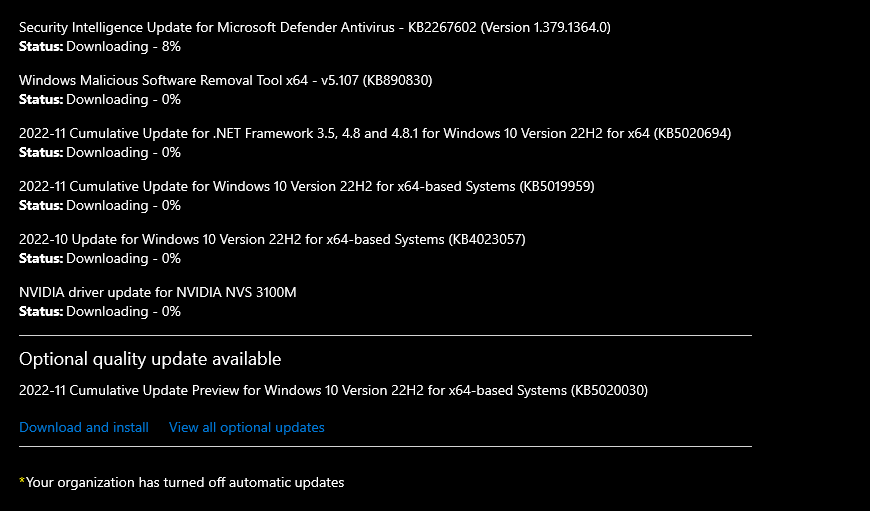 Security Intelligence Update for Microsoft Defender Antivirus - KB2267602 (Version 1.379.1364.0)
Status: Downloading - 8%
Windows Malicious Software Removal Tool x64 - v5.107 (KB890830)
Status: Downloading - 0%
2022-11 Cumulative Update for .NET Framework 3.5, 4.8 and 4.8.1 for Windows 10 Version 22H2 for x64 (KB5020694)
Status: Downloading - 0%
2022-11 Cumulative Update for Windows 10 Version 22H2 for x64-based Systems (KB5019959)
Status: Downloading - 0%
2022-10 Update for Windows 10 Version 22H2 for x64-based Systems (KB4023057)
Status: Downloading - 0%
NVIDIA driver update for NVIDIA NVS 3100M
Status: Downloading - 0%
Optional quality update available
2022-11 Cumulative Update Preview for Windows 10 Version 22H2 for x64-based Systems (KB5020030)
Download and install View all optional updates
*Your organization has turned off automatic updates